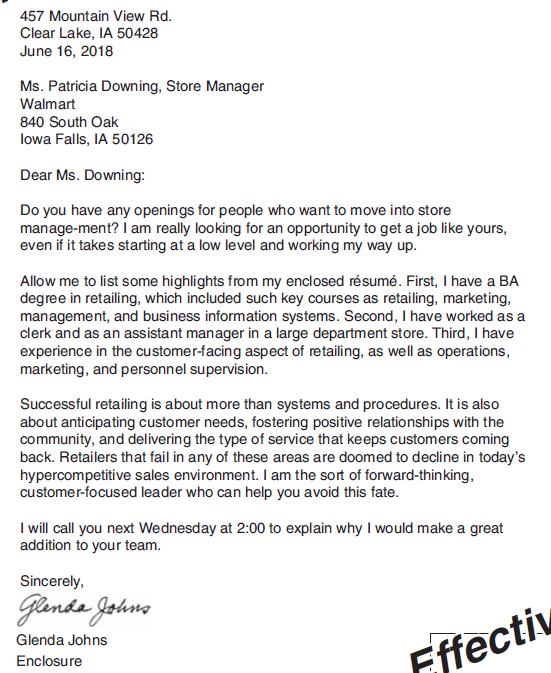 457 Mountain View Rd.
Clear Lake, IA 50428
June 16, 2018
Ms. Patricia Downing, Store Manager
Walmart
840 South Oak
Iowa Falls, IA 50126
Dear Ms. Downing:
Do you have any openings for people who want to move into store
manage-ment? I am really looking for an opportunity to get a job like yours,
even if it takes starting at a low level and working my way up.
Allow me to list some highlights from my enclosed résumé. First, I have a BA
degree in retailing, which included such key courses as retailing, marketing,
management, and business information systems. Second, I have worked as a
clerk and as an assistant manager in a large department store. Third, I have
experience in the customer-facing aspect of retailing, as well as operations,
marketing, and personnel supervision.
Successful retailing is about more than systems and procedures. It is also
about anticipating customer needs, fostering positive relationships with the
community, and delivering the type of service that keeps customers coming
back. Retailers that fail in any of these areas are doomed to decline in today’s
hypercompetitive sales environment. I am the sort of forward-thinking,
customer-focused leader who can help you avoid this fate.
I will call you next Wednesday at 2:00 to explain why I would make a great
addition to your team.
Sincerely,
Glenda Johns
Glenda Johns
Enclosure
Effectiv